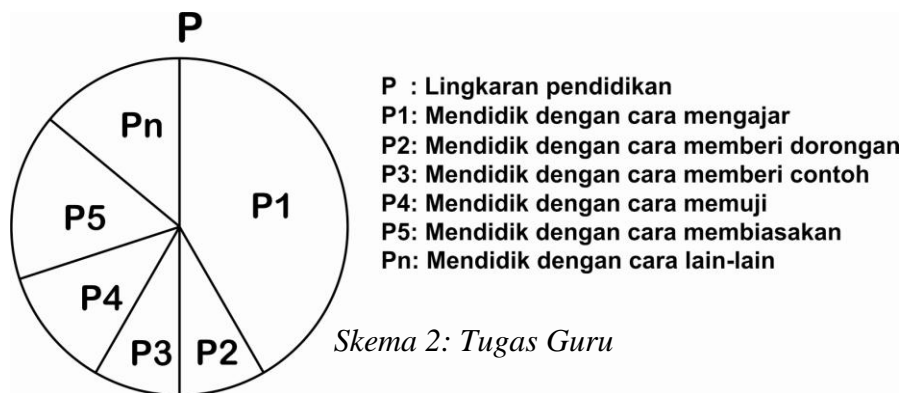 P
Pn
P1
P5
P4
P3
P2
P : Lingkaran pendidikan
P1: Mendidik dengan cara mengajar
P2: Mendidik dengan cara memberi dorongan
P3: Mendidik dengan cara memberi contoh
P4: Mendidik dengan cara memuji
P5: Mendidik dengan cara membiasakan
Pn: Mendidik dengan cara lain-lain
Skema 2: Tugas Guru